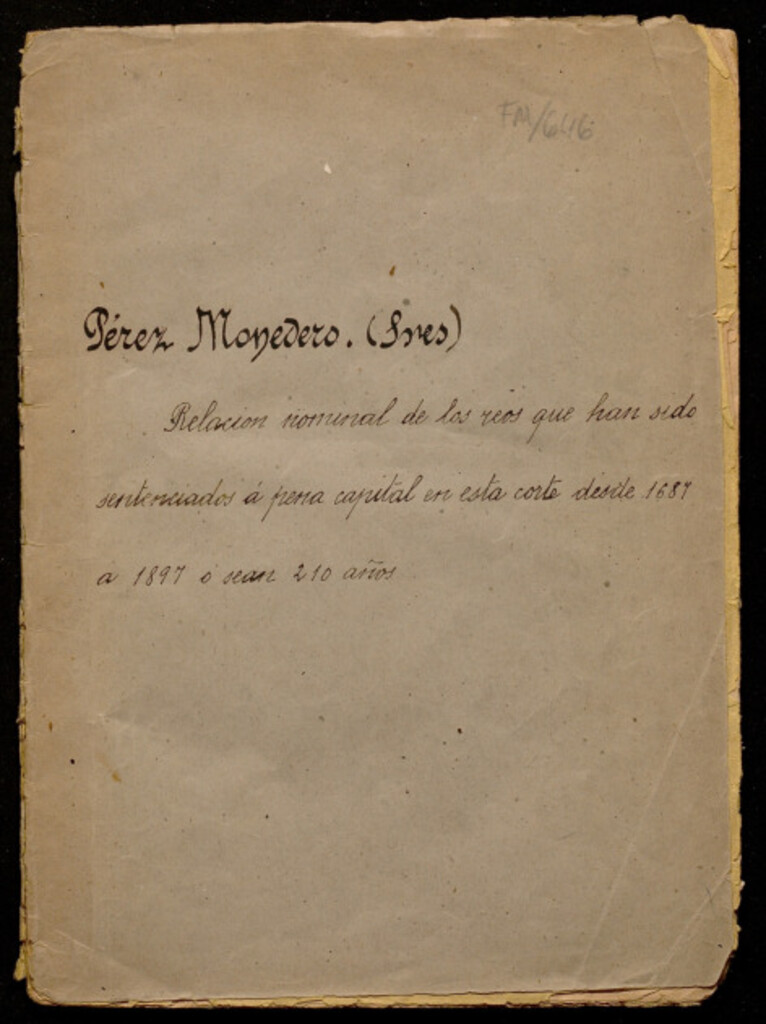 FM/646
Pérez Moyedero. (Sres)
Relacion nominal de los reos que han sido
sentenciados á pena capital en esta corte desde 1687
a 1897 ó sean 210 años